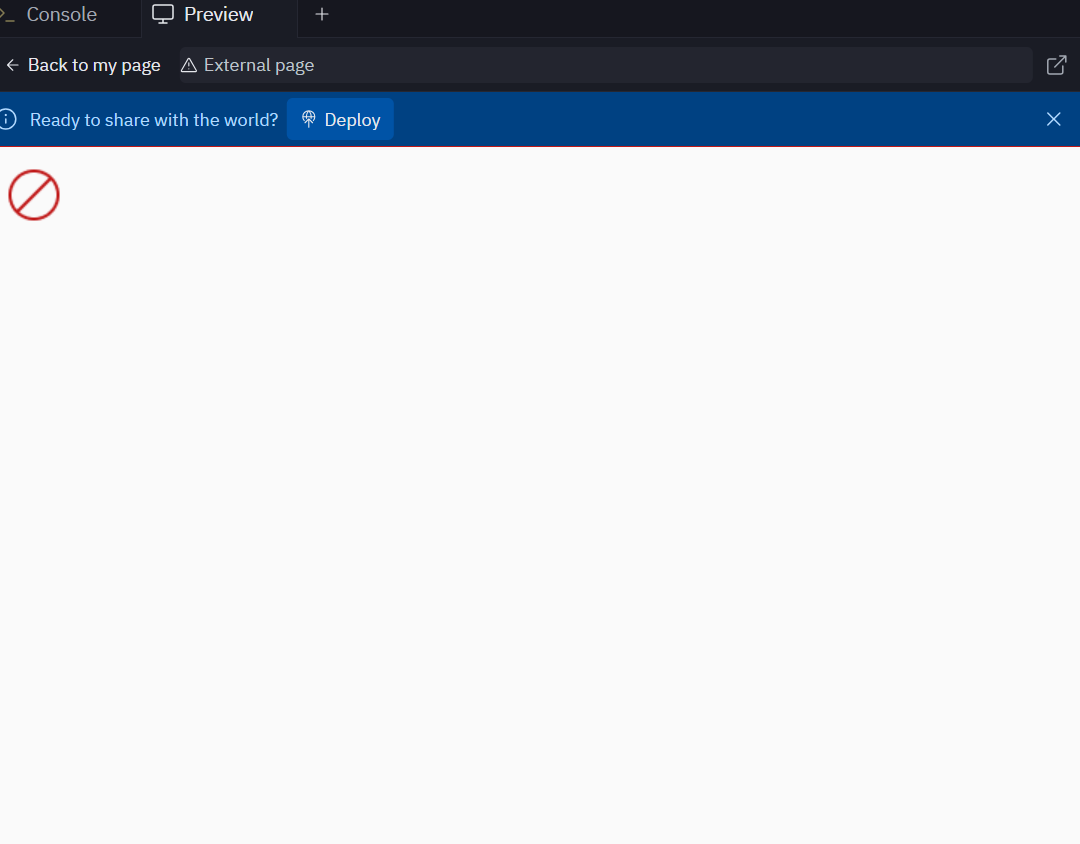 Console Preview
Back to my page External page
Ready to share with the world? Deploy